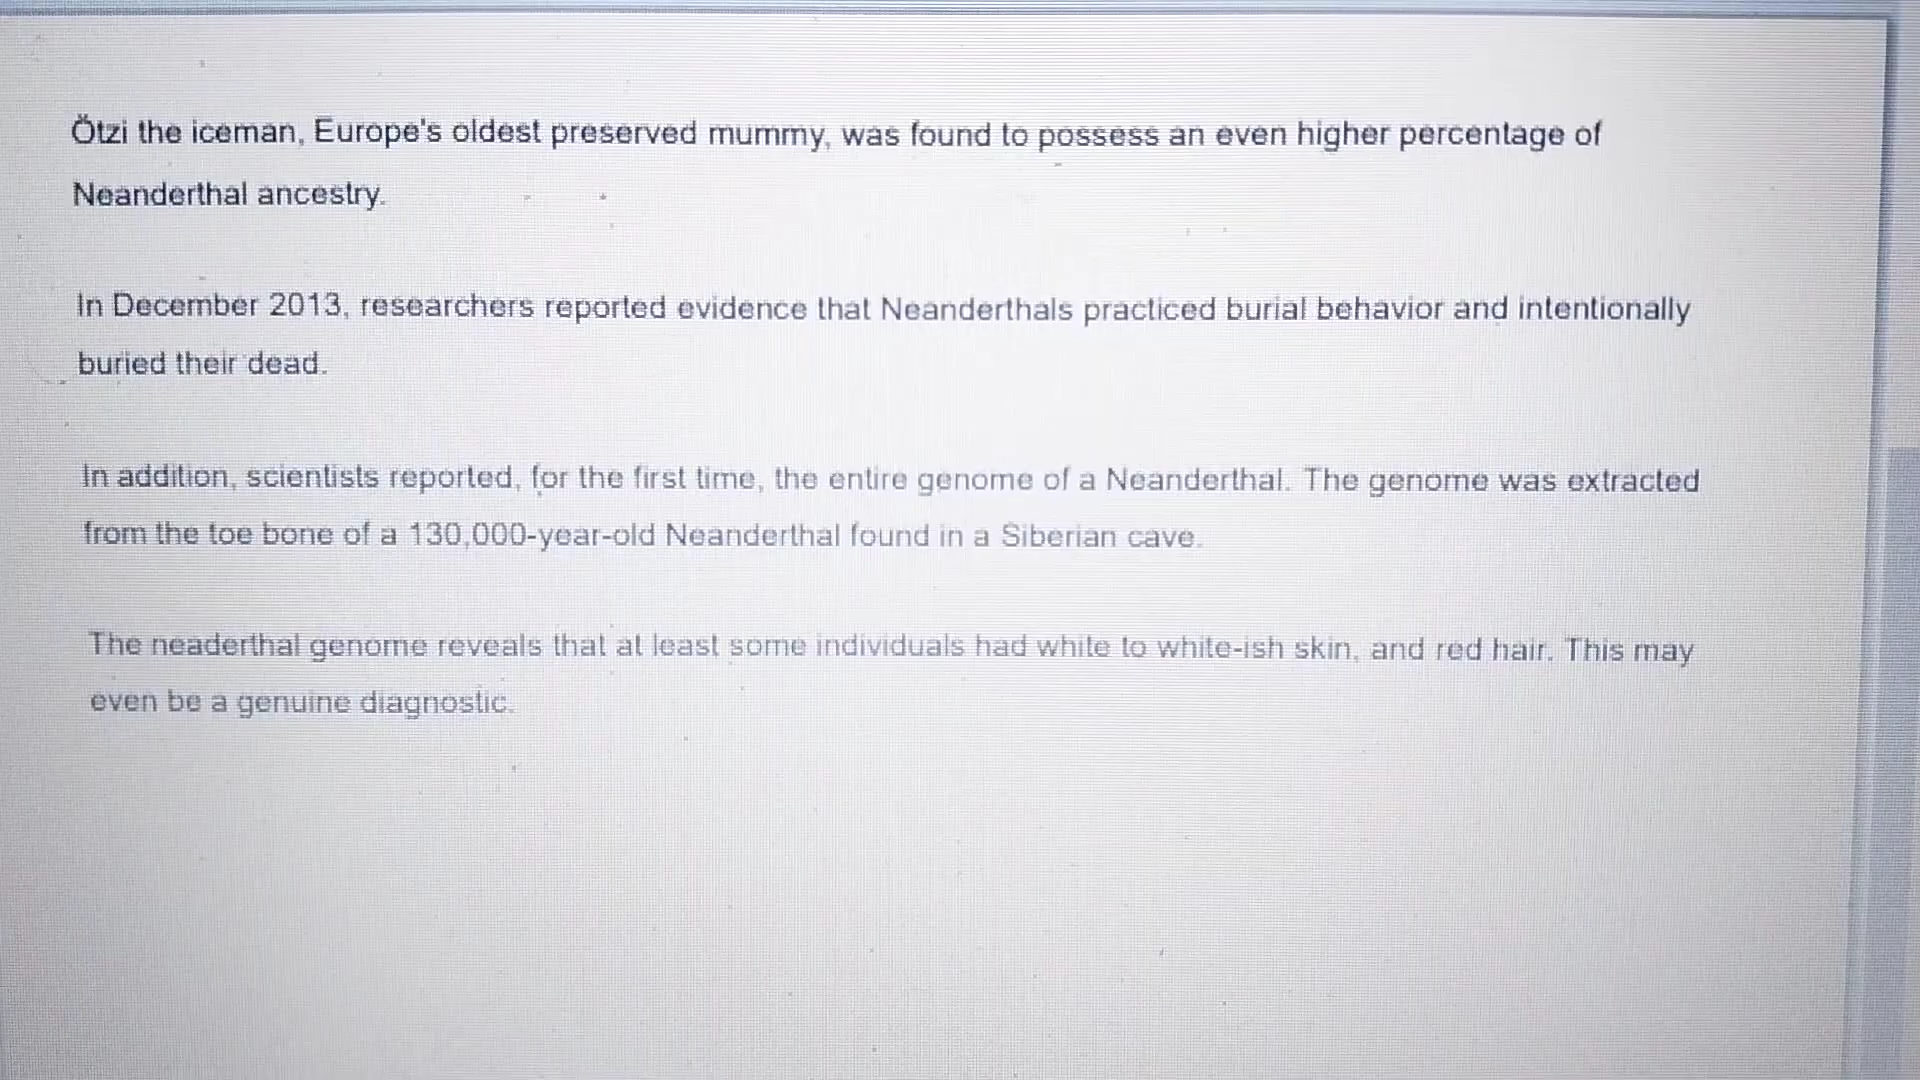 Ötzi the iceman, Europe's oldest preserved mummy, was found to possess an even higher percentage of
Neanderthal ancestry.
In December 2013, researchers reported evidence that Neanderthals practiced burial behavior and intentionally
buried their dead.
In addition, scientists reported, for the first time, the entire genome of a Neanderthal. The genome was extracted
from the toe bone of a 130,000-year-old Neanderthal found in a Siberian cave.
The neaderthal genome reveals that at least some individuals had white to white-ish skin, and red hair. This may
even be a genuine diagnostic.